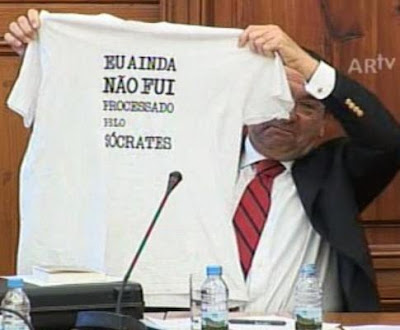 ARtv
EU AINDA
NÃO FUI
PROCESSADO
PELO
SÓCRATES